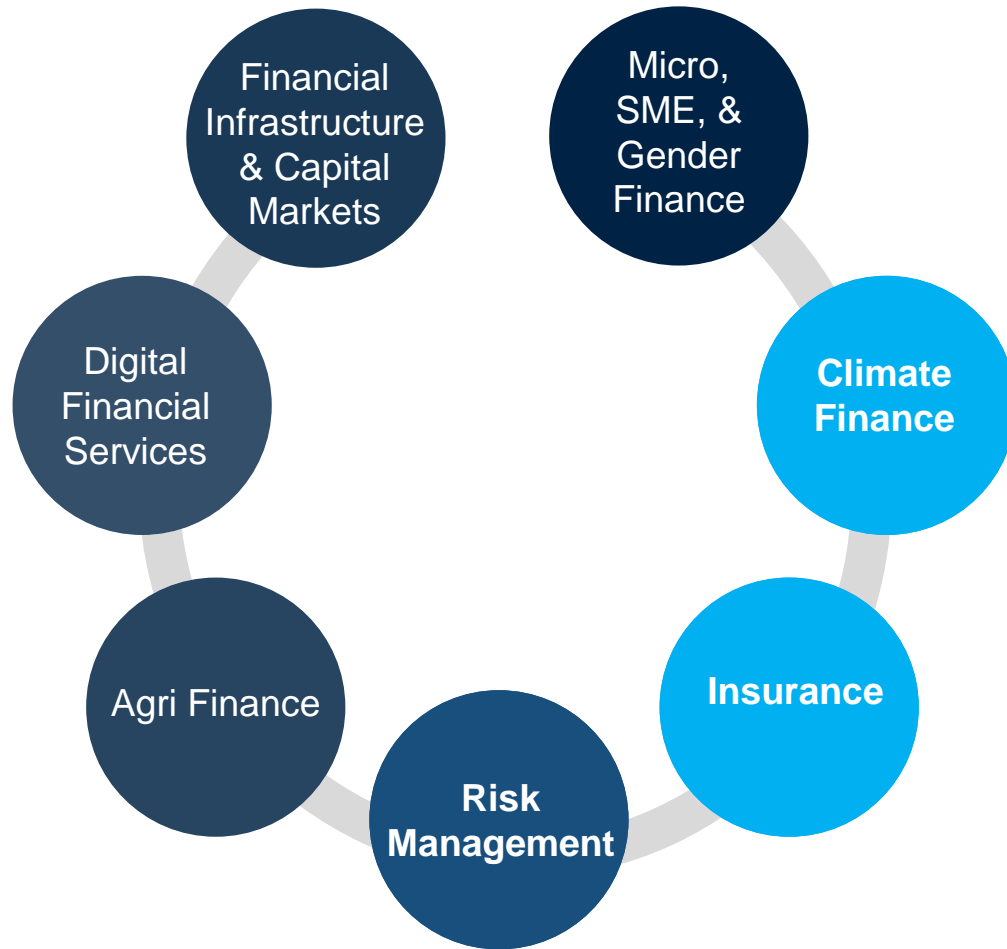 Financial
Infrastructure
& Capital
Markets
Micro,
SME, &
Gender
Finance
Digital
Financial
Services
Climate
Finance
Agri Finance
Insurance
Risk
Management